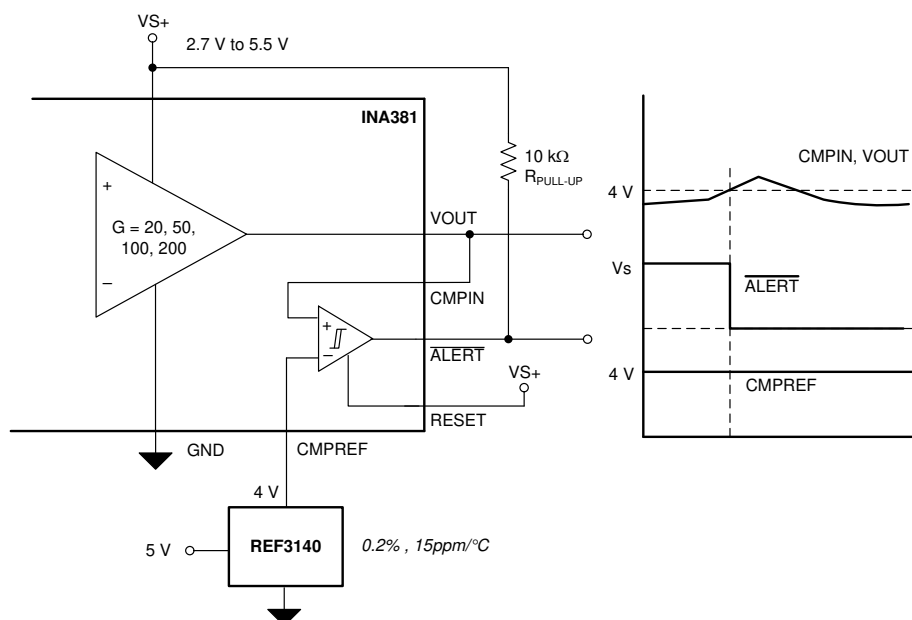 VS+
2.7 V to 5.5 V
INA381
10 kΩ
RPULL-UP
+
G = 20, 50,
100, 200
−
VOUT
CMPIN
+
−
ALERT
VS+
RESET
GND
CMPREF
4 V
5 V
REF3140
0.2% , 15ppm/°C
CMPIN, VOUT
4 V
Vs
ALERT
4 V
CMPREF